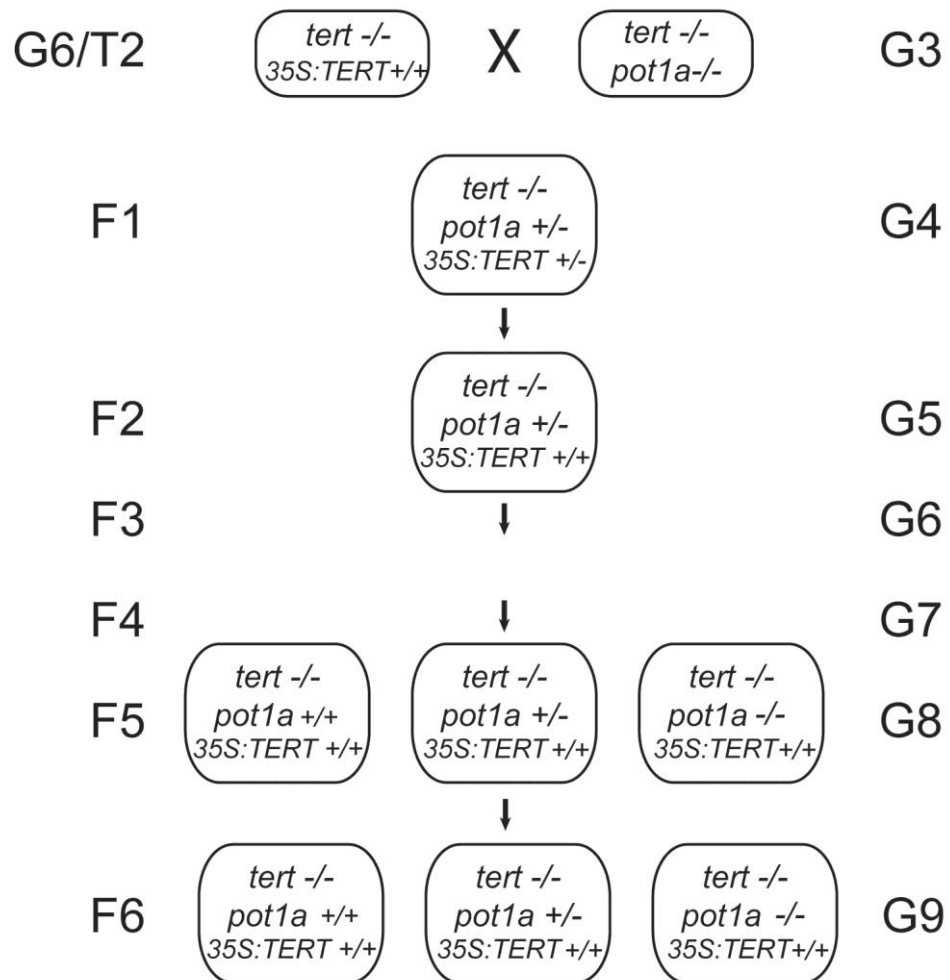 G6/T2
tert -/-
35S:TERT+/+
X
tert -/-
pot1a-/-
G3
F1
tert -/-
pot1a +/-
35S:TERT +/-
G4
F2
tert -/-
pot1a +/-
35S:TERT +/+
G5
F3
G6
F4
G7
F5
tert -/-
pot1a +/+
35S:TERT +/+
tert -/-
pot1a +/-
35S:TERT+/+
tert -/-
pot1a -/-
35S:TERT+/+
G8
F6
tert -/-
pot1a +/+
35S:TERT +/+
tert -/-
pot1a +/-
35S:TERT +/+
tert -/-
pot1a -/-
35S:TERT+/+
G9